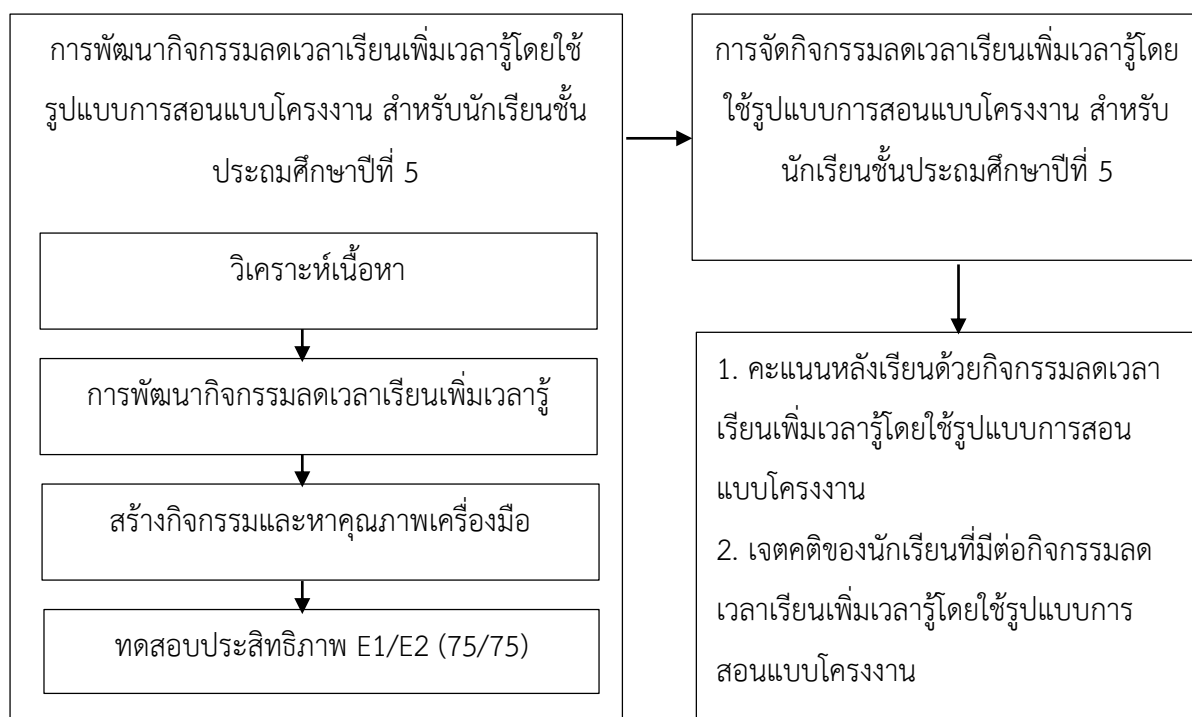 การพัฒนากิจกรรมลดเวลาเรียนเพิ่มเวลารู้โดยใช้
รูปแบบการสอนแบบโครงงาน สำหรับนักเรียนชั้น
ประถมศึกษาปีที่ 5
วิเคราะห์เนื้อหา
การพัฒนากิจกรรมลดเวลาเรียนเพิ่มเวลารู้
สร้างกิจกรรมและหาคุณภาพเครื่องมือ
ทดสอบประสิทธิภาพ E1/E2 (75/75)
การจัดกิจกรรมลดเวลาเรียนเพิ่มเวลารู้โดย
ใช้รูปแบบการสอนแบบโครงงาน สำหรับ
นักเรียนชั้นประถมศึกษาปีที่ 5
1. คะแนนหลังเรียนด้วยกิจกรรมลดเวลา
เรียนเพิ่มเวลารู้โดยใช้รูปแบบการสอน
แบบโครงงาน
2. เจตคติของนักเรียนที่มีต่อกิจกรรมลด
เวลาเรียนเพิ่มเวลารู้โดยใช้รูปแบบการ
สอนแบบโครงงาน